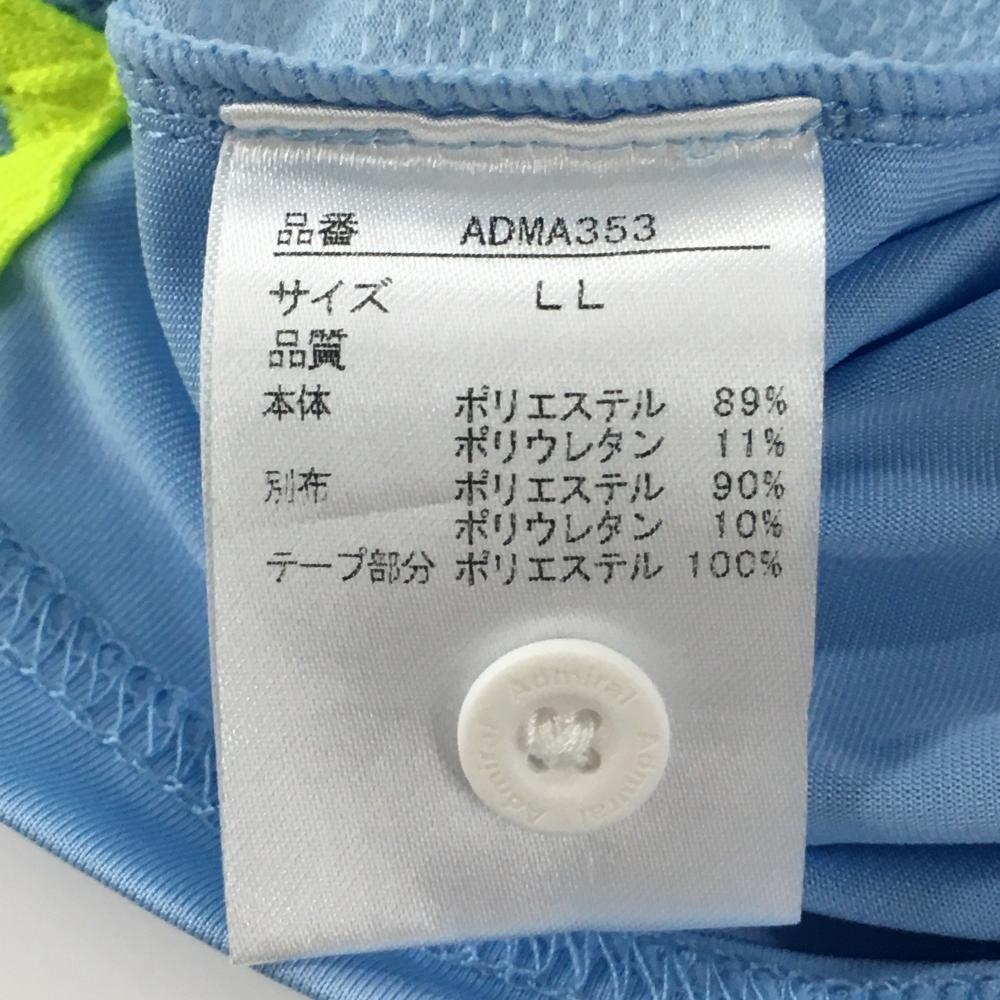 品番 ADMA353
サイズ LL
品質
本体 ポリエステル 89%
ポリウレタン 11%
別布 ポリエステル 90%
ポリウレタン 10%
テープ部分 ポリエステル 100%
Admiral
Admiral
Admiral
Admiral